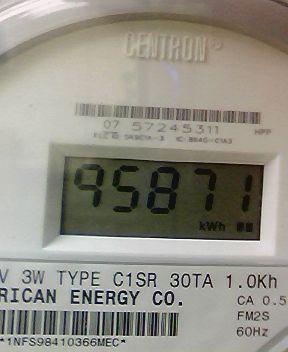 CENTRON®
07 57245311 HPP
95871
kWh
V 3W TYPE C1SR 30TA 1.0Kh
RICAN ENERGY CO. CA 0.5
FM2S
*1NFS98410366MEC* 60Hz